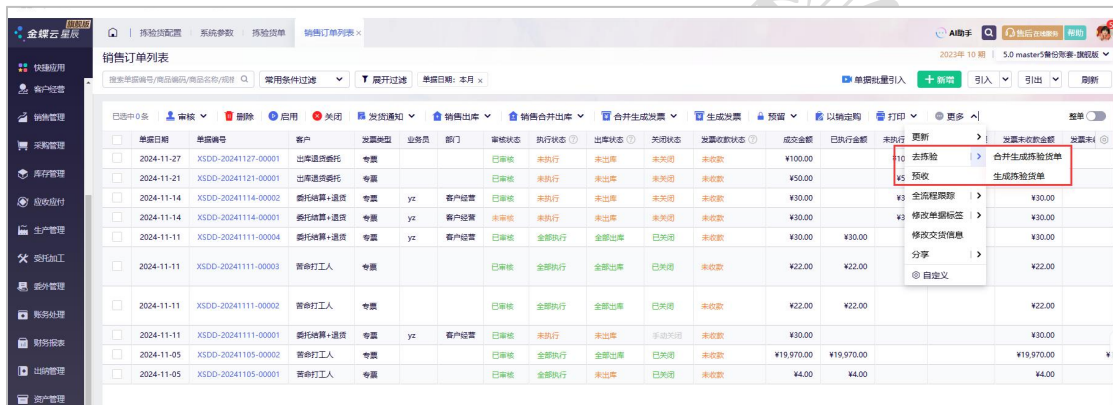 金蝶云星辰 旗舰版 拣验货配置 系统参数 拣验货单 销售订单列表 × AI助手 售后在线服务 帮助
销售订单列表 2023年 10 期 5.0 master5备份账套-旗舰版
搜索单据编号/商品编码/商品名称/规格 常用条件过滤 展开过滤 单据日期: 本月 × 单据批量引入 新增 引入 引出 刷新
快捷应用
客户经营
销售管理
采购管理
库存管理
应收应付
生产管理
受托加工
委外管理
账务处理
财务报表
出纳管理
资产管理
已选中0条 审核 删除 启用 关闭 发货通知 销售出库 销售合并出库 合并生成发票 生成发票 预留 以销定购 打印 更多 整单
单据日期 单据编号 客户 发票类型 业务员 部门 审核状态 执行状态 出库状态 关闭状态 发票收款状态 成交金额 已执行金额 未执行 发票未收款金额
2024-11-27 XSDD-20241127-00001 出库退货委托 专票 已审核 未执行 未出库 未关闭 未收款 ¥100.00
2024-11-21 XSDD-20241121-00001 出库退货委托 专票 已审核 未执行 未出库 未关闭 未收款 ¥50.00
2024-11-14 XSDD-20241114-00002 委托结算+退货 专票 yz 客户经营 已审核 未执行 未出库 未关闭 未收款 ¥30.00 ¥30.00
2024-11-14 XSDD-20241114-00001 委托结算+退货 专票 yz 客户经营 未审核 未执行 未出库 未关闭 未收款 ¥30.00 ¥30.00
2024-11-11 XSDD-20241111-00004 委托结算+退货 专票 yz 客户经营 已审核 全部执行 全部出库 已关闭 未收款 ¥30.00 ¥30.00 ¥30.00
2024-11-11 XSDD-20241111-00003 苦命打工人 专票 已审核 全部执行 全部出库 已关闭 未收款 ¥22.00 ¥22.00 ¥22.00
2024-11-11 XSDD-20241111-00002 苦命打工人 专票 已审核 全部执行 全部出库 已关闭 未收款 ¥22.00 ¥22.00 ¥22.00
2024-11-11 XSDD-20241111-00001 委托结算+退货 专票 yz 客户经营 已审核 未执行 未出库 手动关闭 未收款 ¥30.00 ¥30.00
2024-11-05 XSDD-20241105-00002 苦命打工人 专票 已审核 全部执行 全部出库 已关闭 未收款 ¥19,970.00 ¥19,970.00 ¥19,970.00
2024-11-05 XSDD-20241105-00001 苦命打工人 专票 已审核 全部执行 未出库 已关闭 未收款 ¥4.00 ¥4.00 ¥4.00
更新
去拣验
预收
全流程跟踪
修改单据标签
修改交货信息
分享
自定义
合并生成拣验货单
生成拣验货单